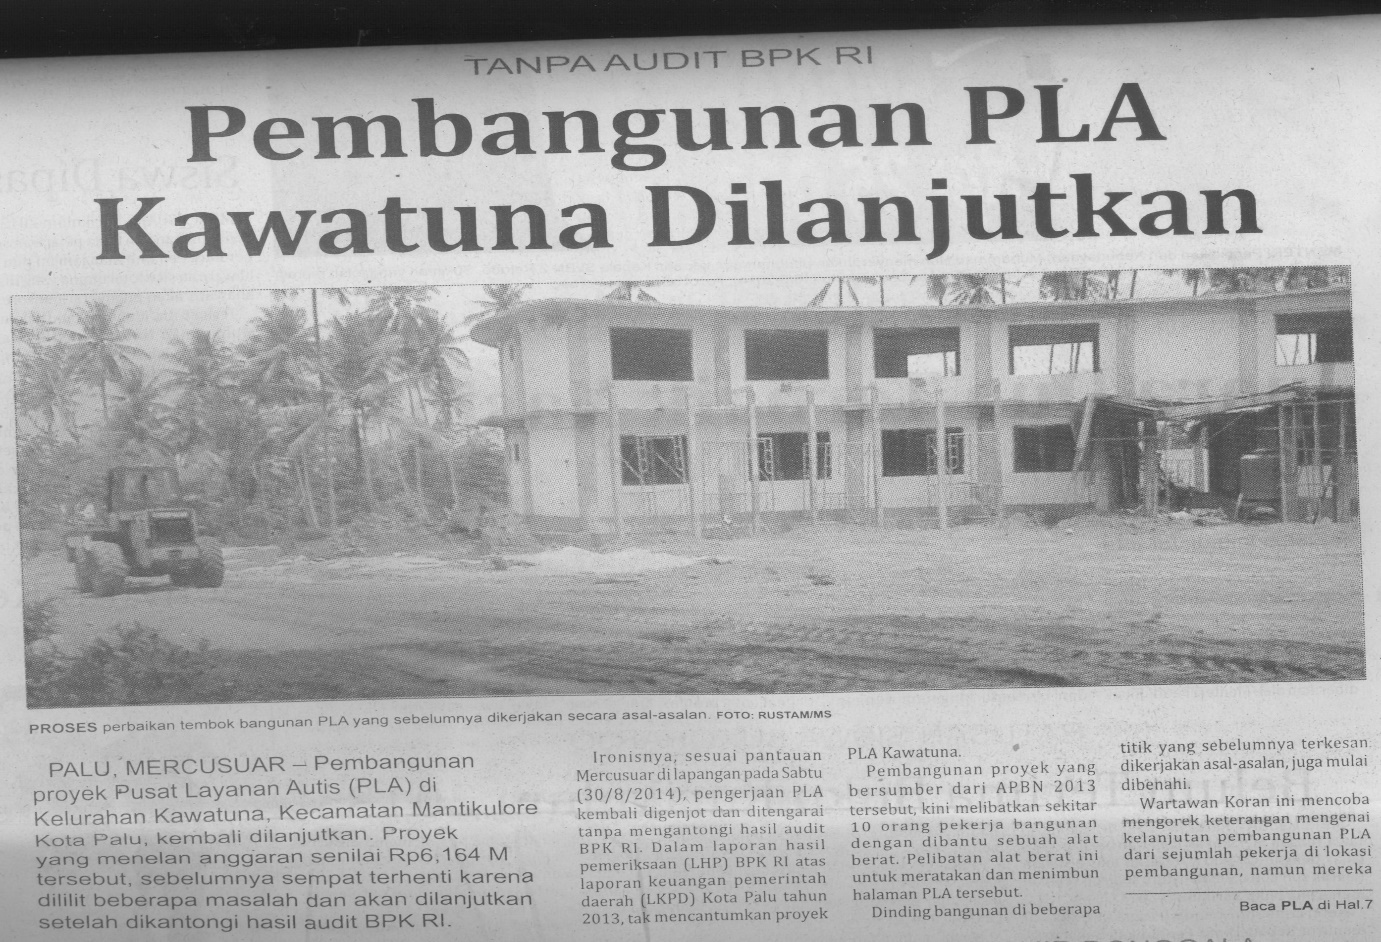 TANPA AUDIT BPK RI
Pembangunan PLA
Kawatuna Dilanjutkan
PROSES perbaikan tembok bangunan PLA yang sebelumnya dikerjakan secara asal-asalan. FOTO: RUSTAM/MS
PALU, MERCUSUAR – Pembangunan
proyek Pusat Layanan Autis (PLA) di
Kelurahan Kawatuna, Kecamatan Mantikulore
Kota Palu, kembali dilanjutkan. Proyek
yang menelan anggaran senilai Rp6,164 M
tersebut, sebelumnya sempat terhenti karena
dililit beberapa masalah dan akan dilanjutkan
setelah dikantongi hasil audit BPK RI.
Ironisnya, sesuai pantauan
Mercusuar di lapangan pada Sabtu
(30/8/2014), pengerjaan PLA
kembali digenjot dan ditengarai
tanpa mengantongi hasil audit
BPK RI. Dalam laporan hasil
pemeriksaan (LHP) BPK RI atas
laporan keuangan pemerintah
daerah (LKPD) Kota Palu tahun
2013, tak mencantumkan proyek
PLA Kawatuna.
Pembangunan proyek yang
bersumber dari APBN 2013
tersebut, kini melibatkan sekitar
10 orang pekerja bangunan
dengan dibantu sebuah alat
berat. Pelibatan alat berat ini
untuk meratakan dan menimbun
halaman PLA tersebut.
Dinding bangunan di beberapa
titik yang sebelumnya terkesan
dikerjakan asal-asalan, juga mulai
dibenahi.
Wartawan Koran ini mencoba
mengorek keterangan mengenai
kelanjutan pembangunan PLA
dari sejumlah pekerja di lokasi
pembangunan, namun mereka
Baca PLA di Hal.7